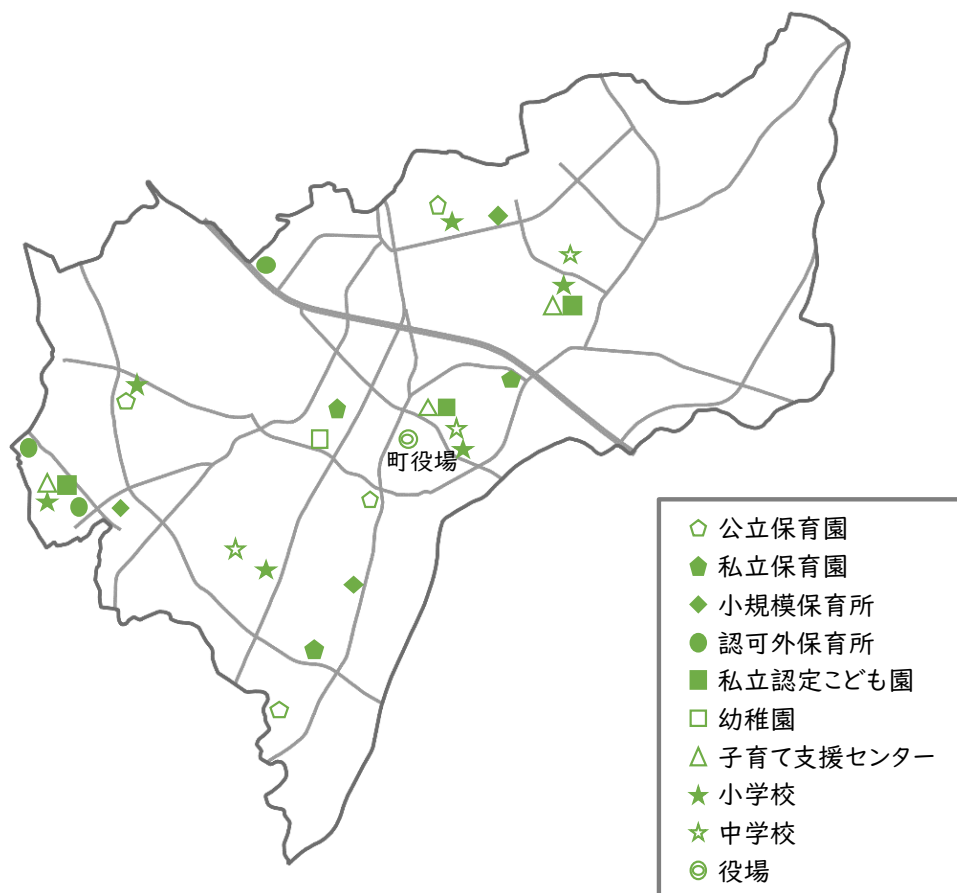 町役場
公立保育園
私立保育園
小規模保育所
認可外保育所
私立認定こども園
幼稚園
子育て支援センター
小学校
中学校
役場